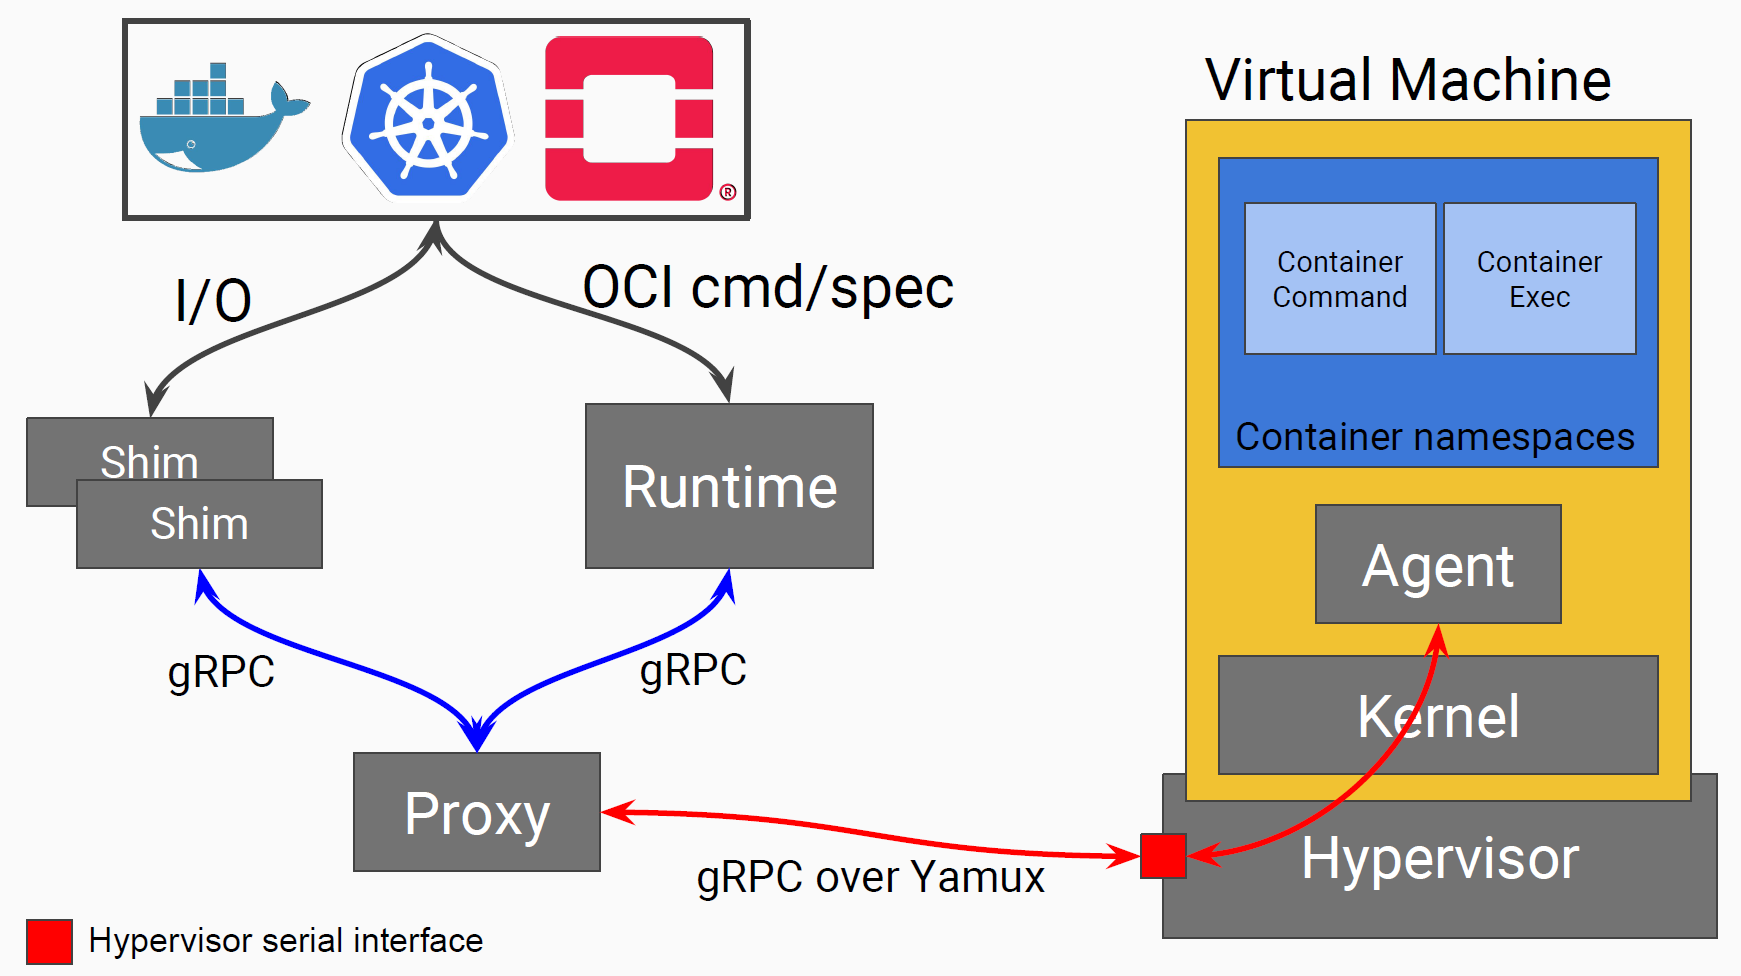 Virtual Machine
®
I/O
OCI cmd/spec
Container
Command
Container
Exec
Container namespaces
Shim
Shim
Runtime
Agent
gRPC
gRPC
Kernel
Proxy
gRPC over Yamux
Hypervisor
Hypervisor serial interface